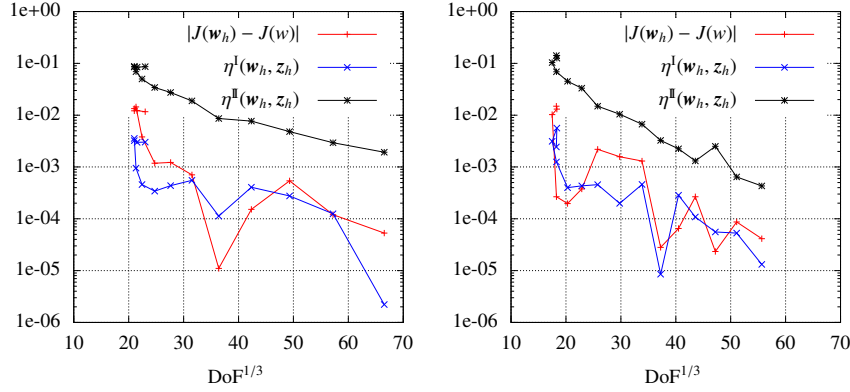 1e+00
1e-01
1e-02
1e-03
1e-04
1e-05
1e-06
10 20 30 40 50 60 70
DoF^{1/3}
|J(w_h) − J(w)|
η^I(w_h, z_h)
η^II(w_h, z_h)
1e+00
1e-01
1e-02
1e-03
1e-04
1e-05
1e-06
10 20 30 40 50 60 70
DoF^{1/3}
|J(w_h) − J(w)|
η^I(w_h, z_h)
η^II(w_h, z_h)